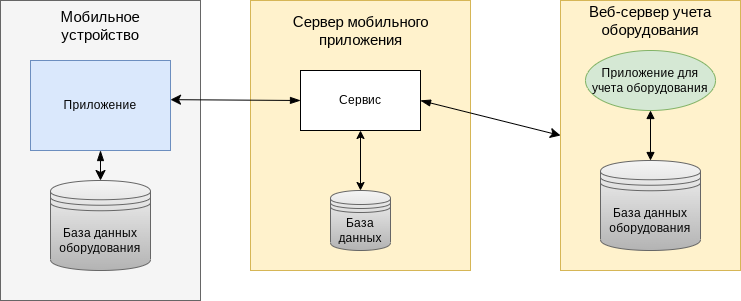 Мобильное
устройство
Приложение
База данных
оборудования
Сервер мобильного
приложения
Сервис
База
данных
Веб-сервер учета
оборудования
Приложение для
учета оборудования
База данных
оборудования